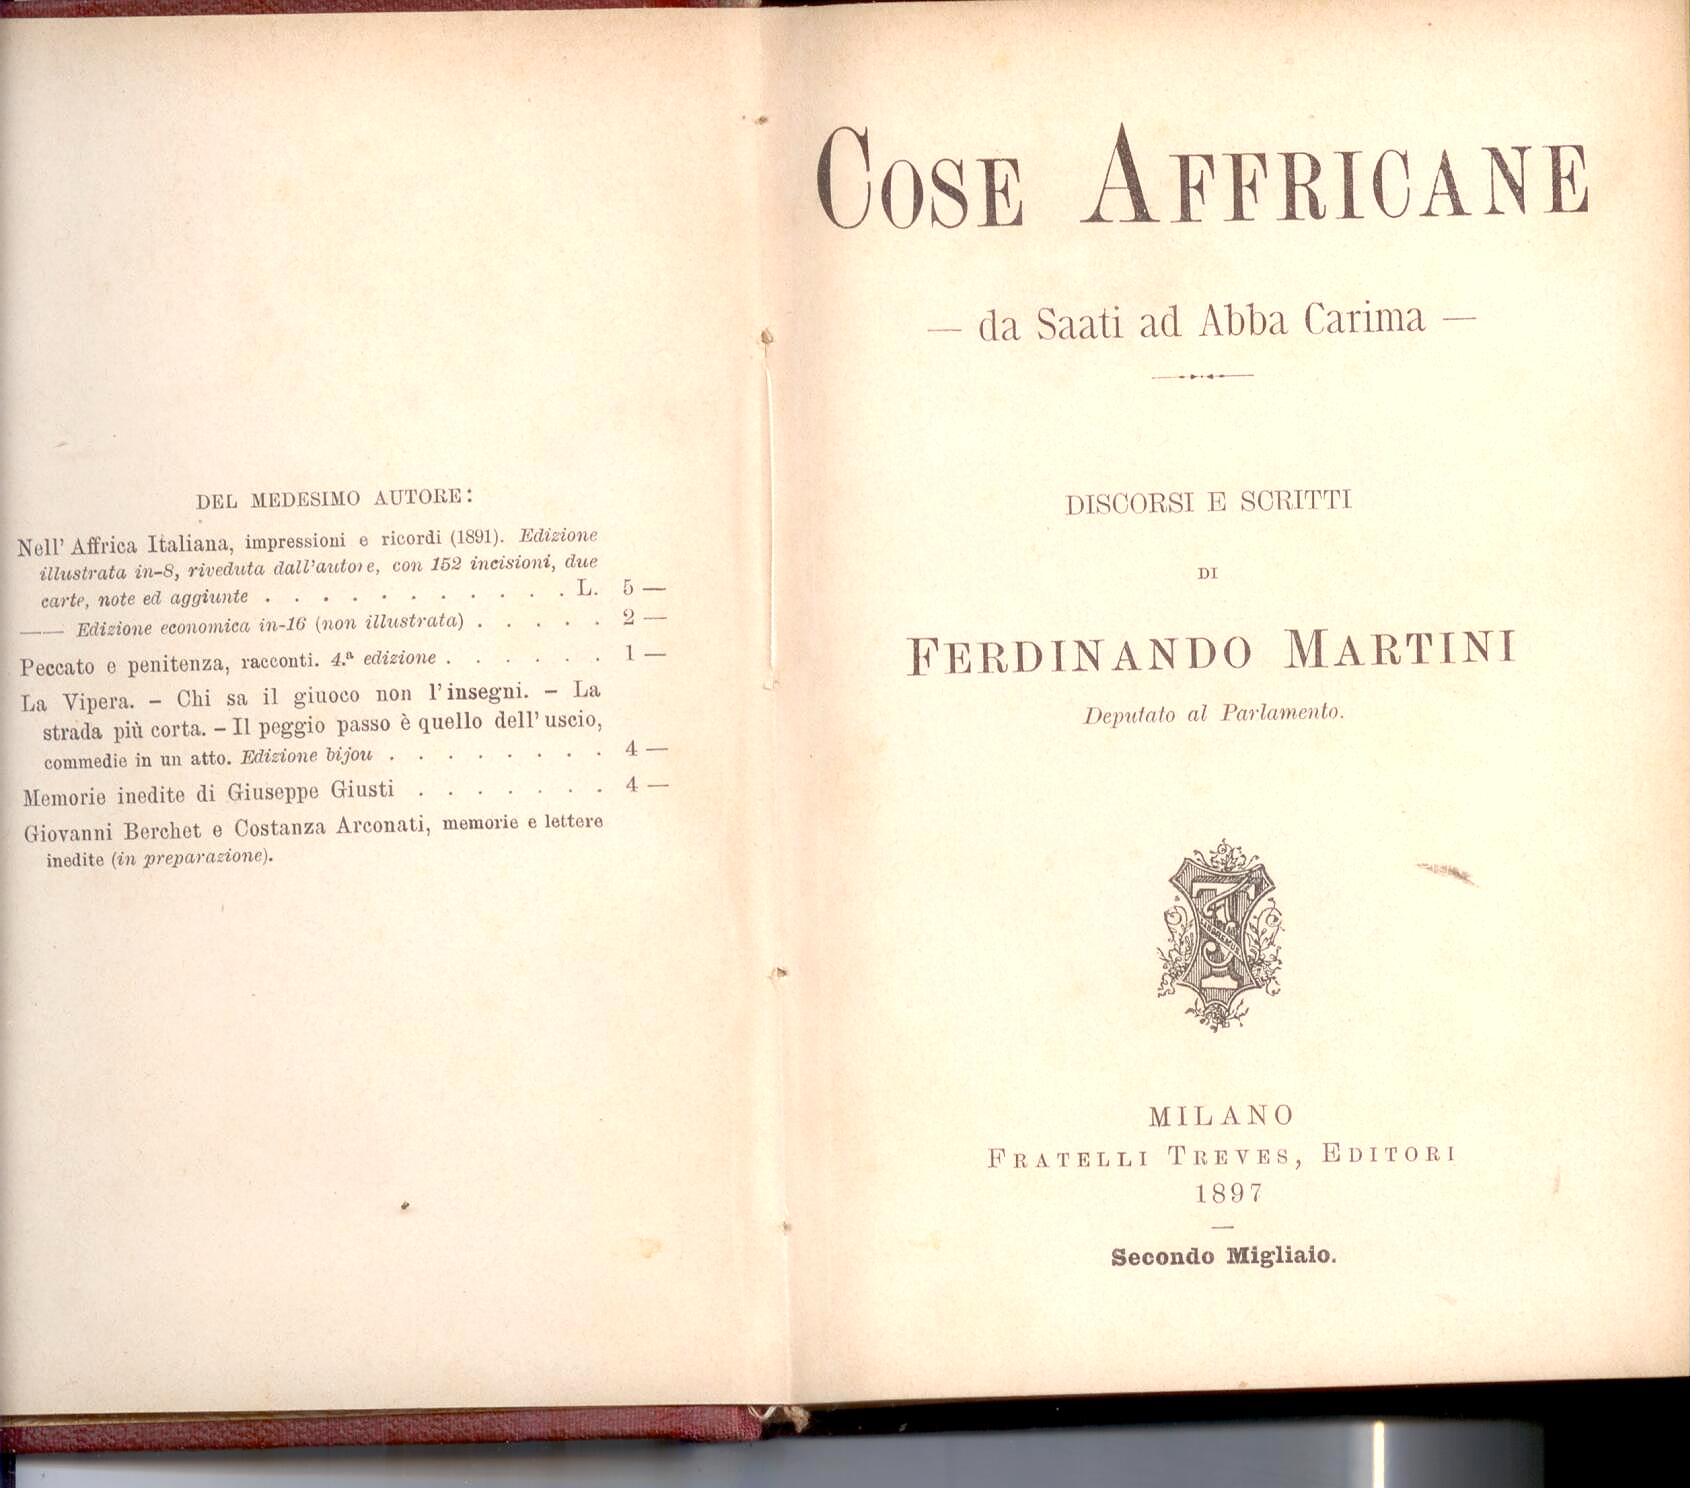 DEL MEDESIMO AUTORE:
Nell' Affrica Italiana, impressioni e ricordi (1891). Edizione
illustrata in-8, riveduta dall'autore, con 152 incisioni, due
carte, note ed aggiunte . . . . . . . . . . . L. 5 —
—— Edizione economica in-16 (non illustrata) . . . . . 2 —
Peccato e penitenza, racconti. 4.ª edizione . . . . . . 1 —
La Vipera. – Chi sa il giuoco non l'insegni. – La
strada più corta. – Il peggio passo è quello dell'uscio,
commedie in un atto. Edizione bijou . . . . . . . . 4 —
Memorie inedite di Giuseppe Giusti . . . . . . . 4 —
Giovanni Berchet e Costanza Arconati, memorie e lettere
inedite (in preparazione).
COSE AFFRICANE
— da Saati ad Abba Carima —
DISCORSI E SCRITTI
DI
FERDINANDO MARTINI
Deputato al Parlamento.
MILANO
FRATELLI TREVES, EDITORI
1897
Secondo Migliaio.